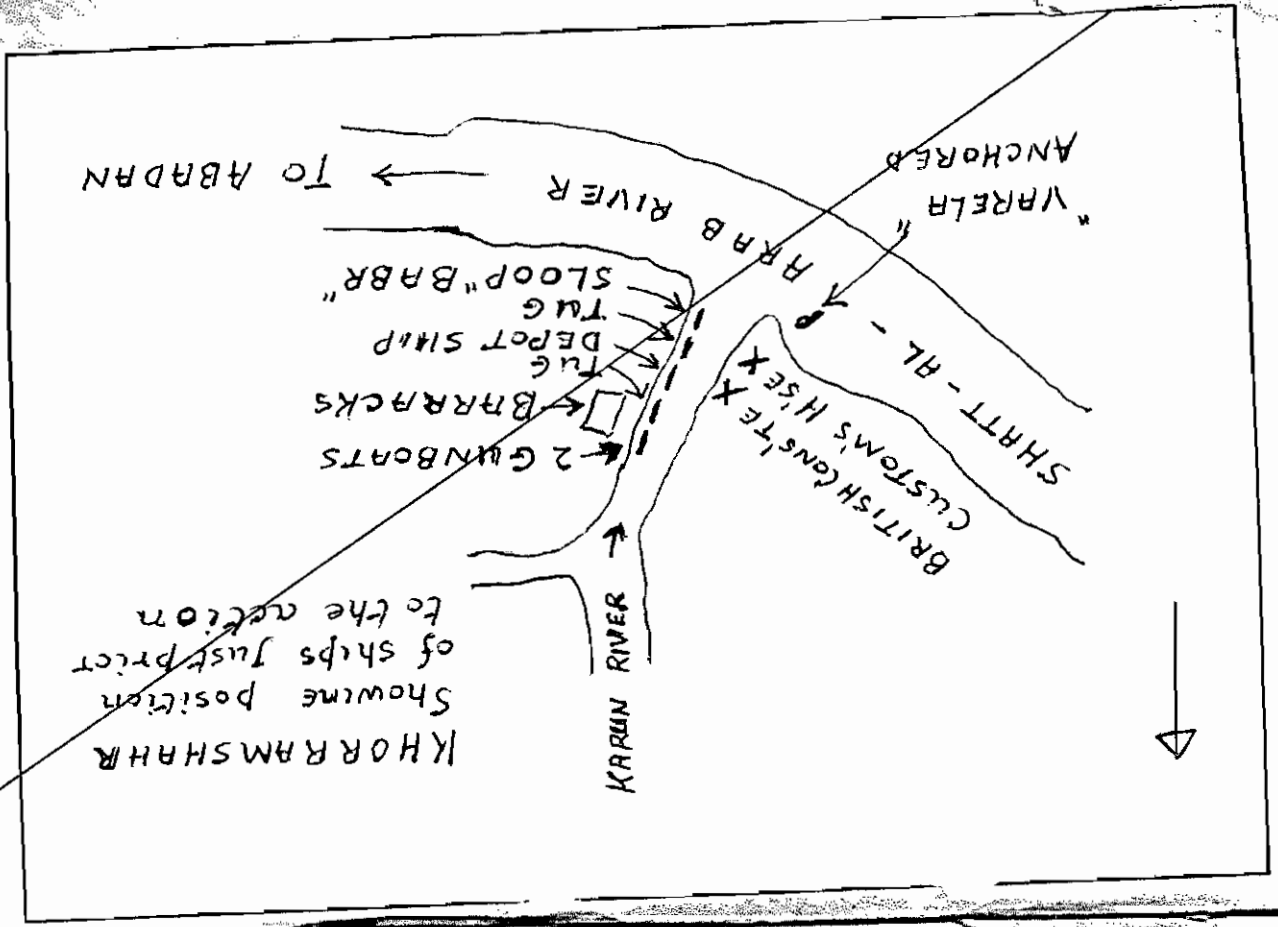 KHORRAMSHAHR
Showing position
of ships Just prior
to the action
KARUN RIVER
BRITISH CONS'TE X
CUSTOM'S H'SE X
2 GUNBOATS
BARRACKS
TUG
DEPOT SHIP
TUG
SLOOP "BABR"
SHATT-AL-ARAB RIVER
"VARELA"
ANCHORED
TO ABADAN